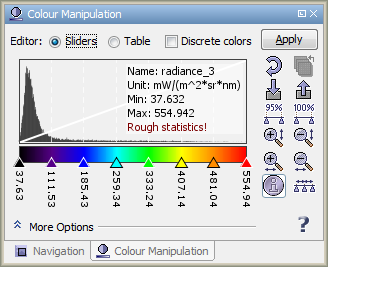 Colour Manipulation
Editor: Sliders Table Discrete colors Apply
Name: radiance_3
Unit: mW/(m^2*sr*nm)
Min: 37.632
Max: 554.942
Rough statistics!
95% 100%
37.63 111.53 185.43 259.34 333.24 407.14 481.04 554.94
More Options ?
Navigation Colour Manipulation